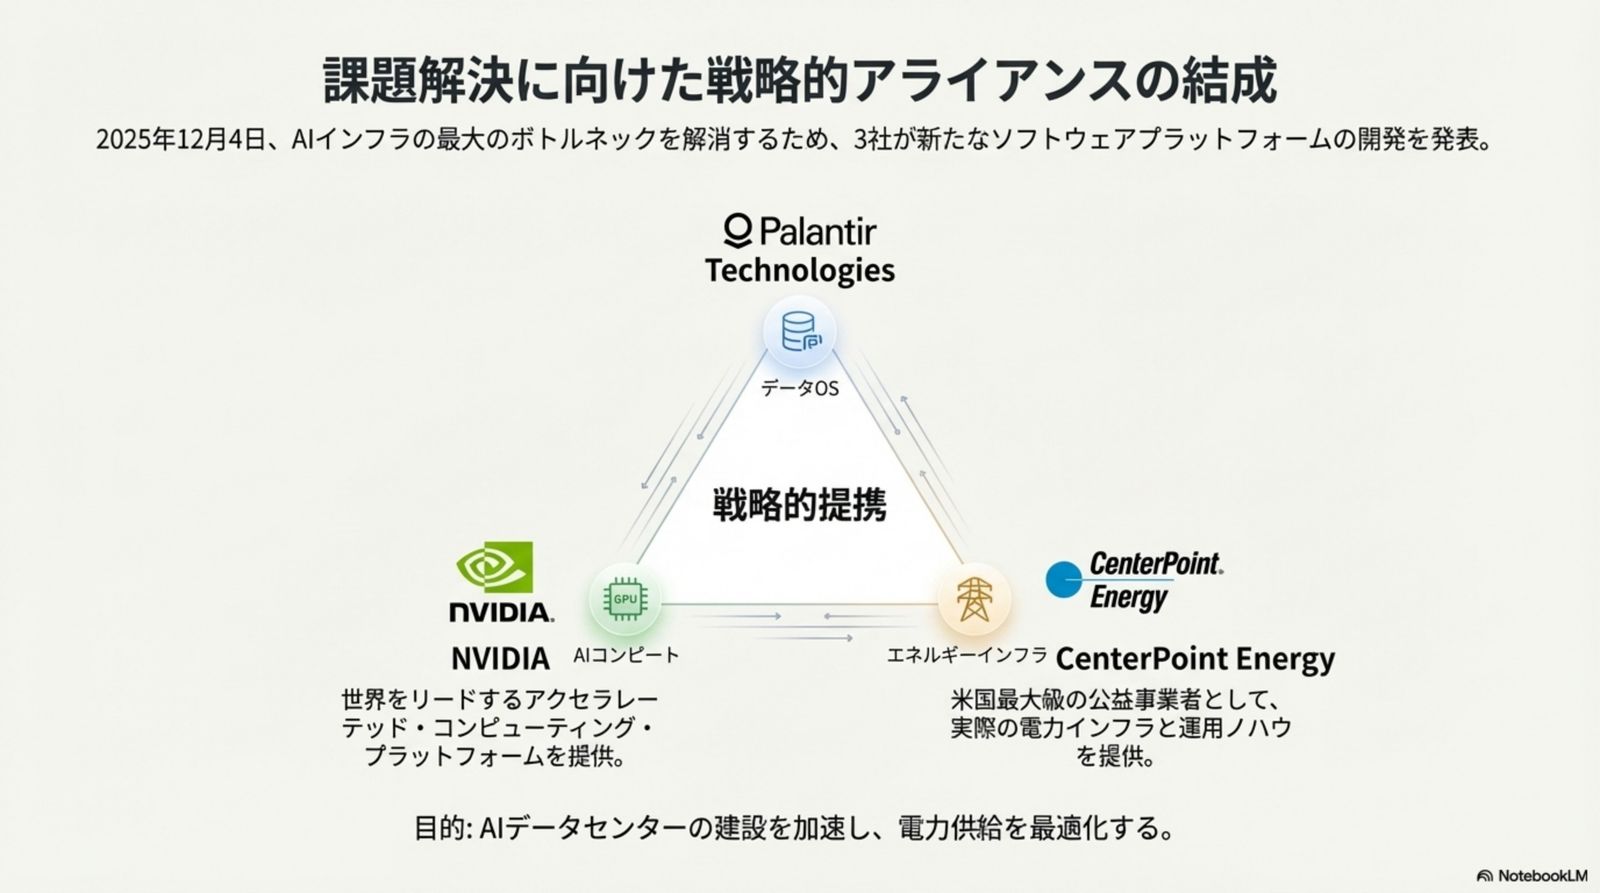 課題解決に向けた戦略的アライアンスの結成
2025年12月4日、AIインフラの最大のボトルネックを解消するため、3社が新たなソフトウェアプラットフォームの開発を発表。
Palantir
Technologies
データOS
戦略的提携
NVIDIA.
NVIDIA
GPU
AIコンピート
世界をリードするアクセラレー
テッド・コンピューティング・
プラットフォームを提供。
CenterPoint.
Energy
エネルギーインフラ
CenterPoint Energy
米国最大級の公益事業者として、
実際の電力インフラと運用ノハウ
を提供。
目的: AIデータセンターの建設を加速し、電力供給を最適化する。
NotebookLM